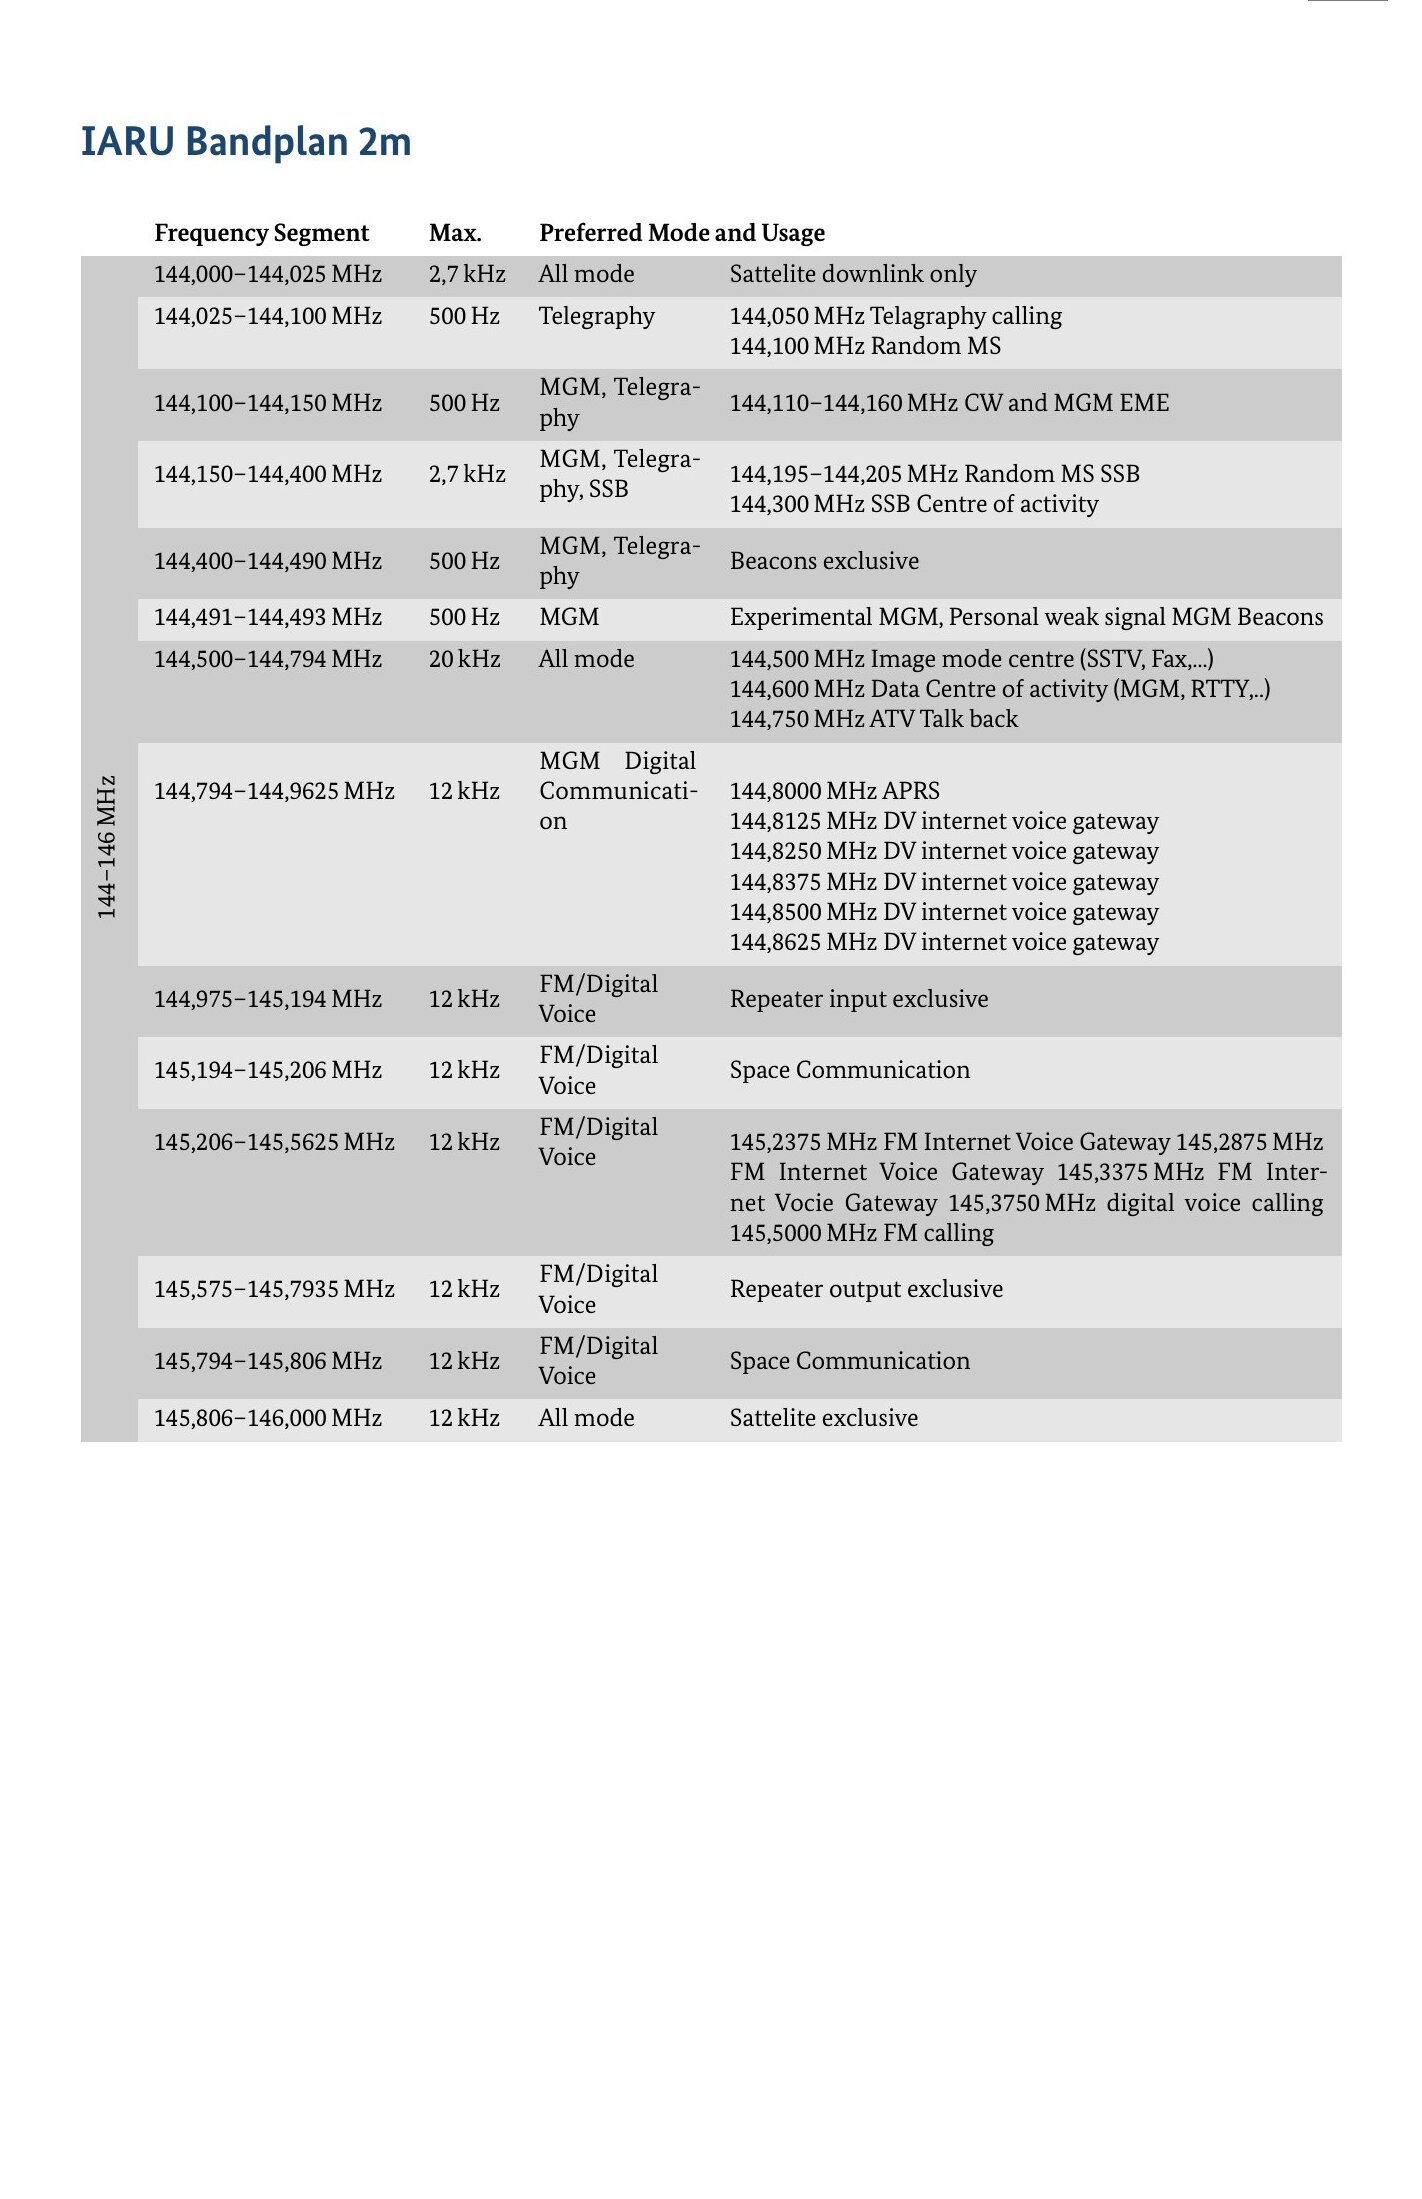 IARU Bandplan 2m
Frequency Segment Max. Preferred Mode and Usage
144–146 MHz
144,000–144,025 MHz 2,7 kHz All mode Sattelite downlink only
144,025–144,100 MHz 500 Hz Telegraphy 144,050 MHz Telagraphy calling
144,100 MHz Random MS
MGM, Telegra-
144,100–144,150 MHz 500 Hz 144,110–144,160 MHz CW and MGM EME
phy
MGM, Telegra-
144,150–144,400 MHz 2,7 kHz 144,195–144,205 MHz Random MS SSB
phy, SSB
144,300 MHz SSB Centre of activity
MGM, Telegra-
144,400–144,490 MHz 500 Hz Beacons exclusive
phy
144,491–144,493 MHz 500 Hz MGM Experimental MGM, Personal weak signal MGM Beacons
144,500–144,794 MHz 20 kHz All mode 144,500 MHz Image mode centre (SSTV, Fax,...)
144,600 MHz Data Centre of activity (MGM, RTTY,..)
144,750 MHz ATV Talk back
MGM Digital
144,794–144,9625 MHz 12 kHz Communicati- 144,8000 MHz APRS
on 144,8125 MHz DV internet voice gateway
144,8250 MHz DV internet voice gateway
144,8375 MHz DV internet voice gateway
144,8500 MHz DV internet voice gateway
144,8625 MHz DV internet voice gateway
FM/Digital
144,975–145,194 MHz 12 kHz Repeater input exclusive
Voice
FM/Digital
145,194–145,206 MHz 12 kHz Space Communication
Voice
FM/Digital
145,206–145,5625 MHz 12 kHz 145,2375 MHz FM Internet Voice Gateway 145,2875 MHz
Voice
FM Internet Voice Gateway 145,3375 MHz FM Inter-
net Vocie Gateway 145,3750 MHz digital voice calling
145,5000 MHz FM calling
FM/Digital
145,575–145,7935 MHz 12 kHz Repeater output exclusive
Voice
FM/Digital
145,794–145,806 MHz 12 kHz Space Communication
Voice
145,806–146,000 MHz 12 kHz All mode Sattelite exclusive